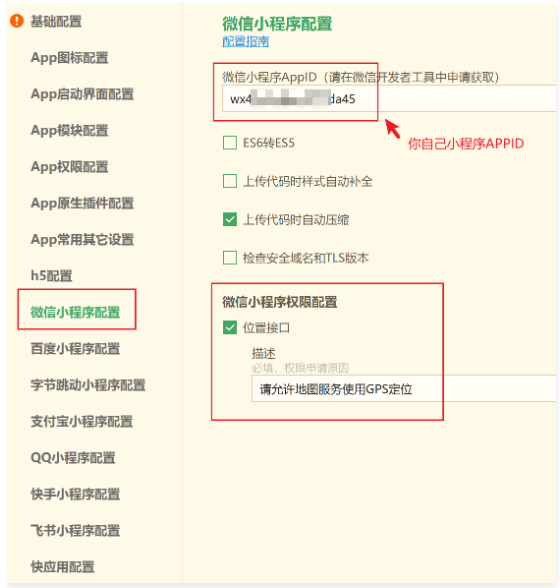 基础配置
App图标配置
App启动界面配置
App模块配置
App权限配置
App原生插件配置
App常用其它设置
h5配置
微信小程序配置
百度小程序配置
字节跳动小程序配置
支付宝小程序配置
QQ小程序配置
快手小程序配置
飞书小程序配置
快应用配置
微信小程序配置
配置指南
微信小程序AppID（请在微信开发者工具中申请获取）
wx4 da45
你自己小程序APPID
ES6转ES5
上传代码时样式自动补全
上传代码时自动压缩
检查安全域名和TLS版本
微信小程序权限配置
位置接口
描述
必填，权限申请原因
请允许地图服务使用GPS定位